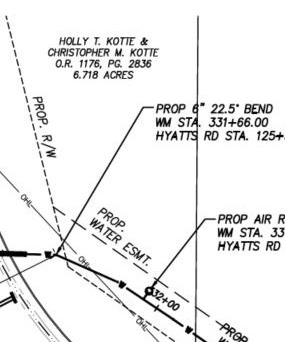 HOLLY T. KOTTE &
CHRISTOPHER M. KOTTE
O.R. 1176, PG. 2836
6.718 ACRES
PROP 6" 22.5° BEND
WM STA. 331+66.00
HYATTS RD STA. 125+
PROP. R/W
OHL
PROP.
WATER ESMT.
PROP AIR R
WM STA. 33
HYATTS RD
OHL
32+00
OHL
PROP.